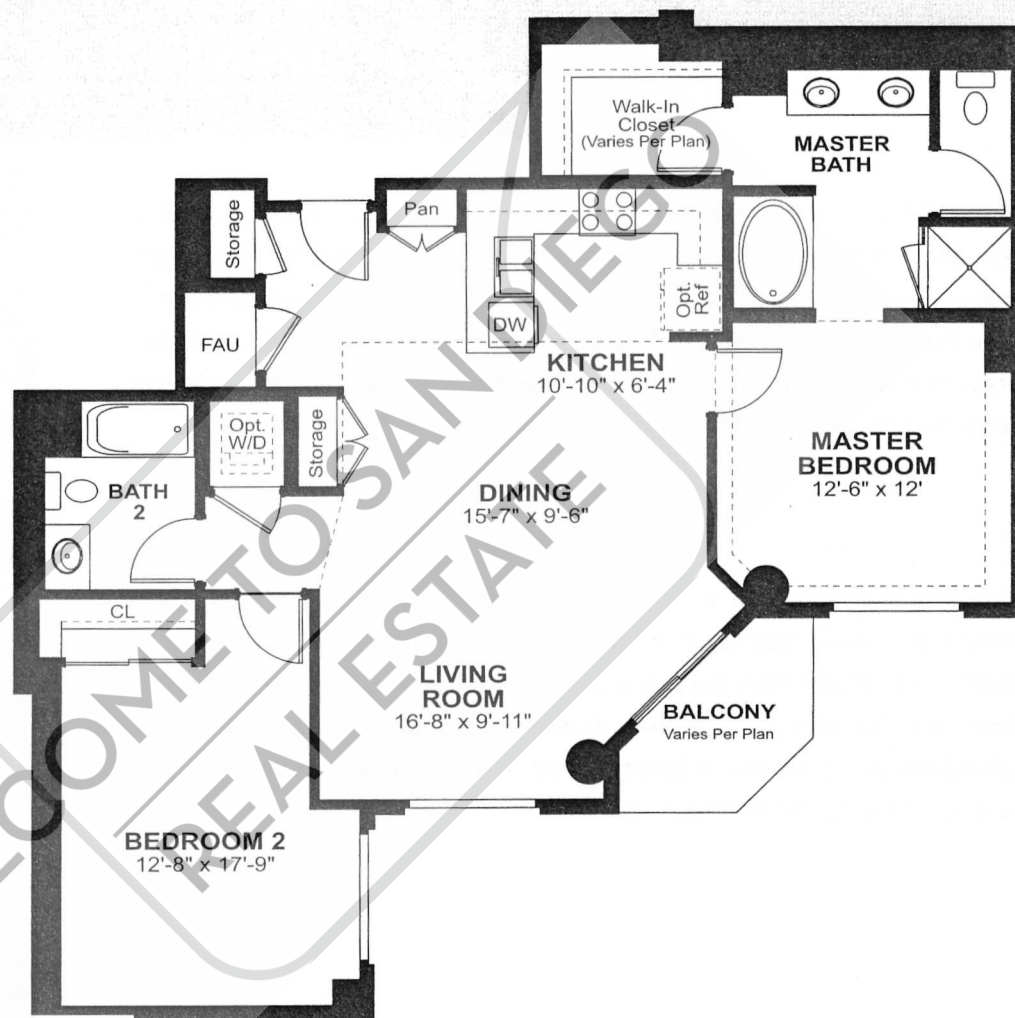 Walk-In
Closet
(Varies Per Plan)
MASTER
BATH
Storage
Pan
FAU
DW
Opt.
Ref
KITCHEN
10'-10" x 6'-4"
Opt.
W/D
Storage
BATH
2
DINING
15'-7" x 9'-6"
MASTER
BEDROOM
12'-6" x 12'
CL
LIVING
ROOM
16'-8" x 9'-11"
BALCONY
Varies Per Plan
BEDROOM 2
12'-8" x 17'-9"
ELCOME TO SAN DIEGO
REAL ESTATE